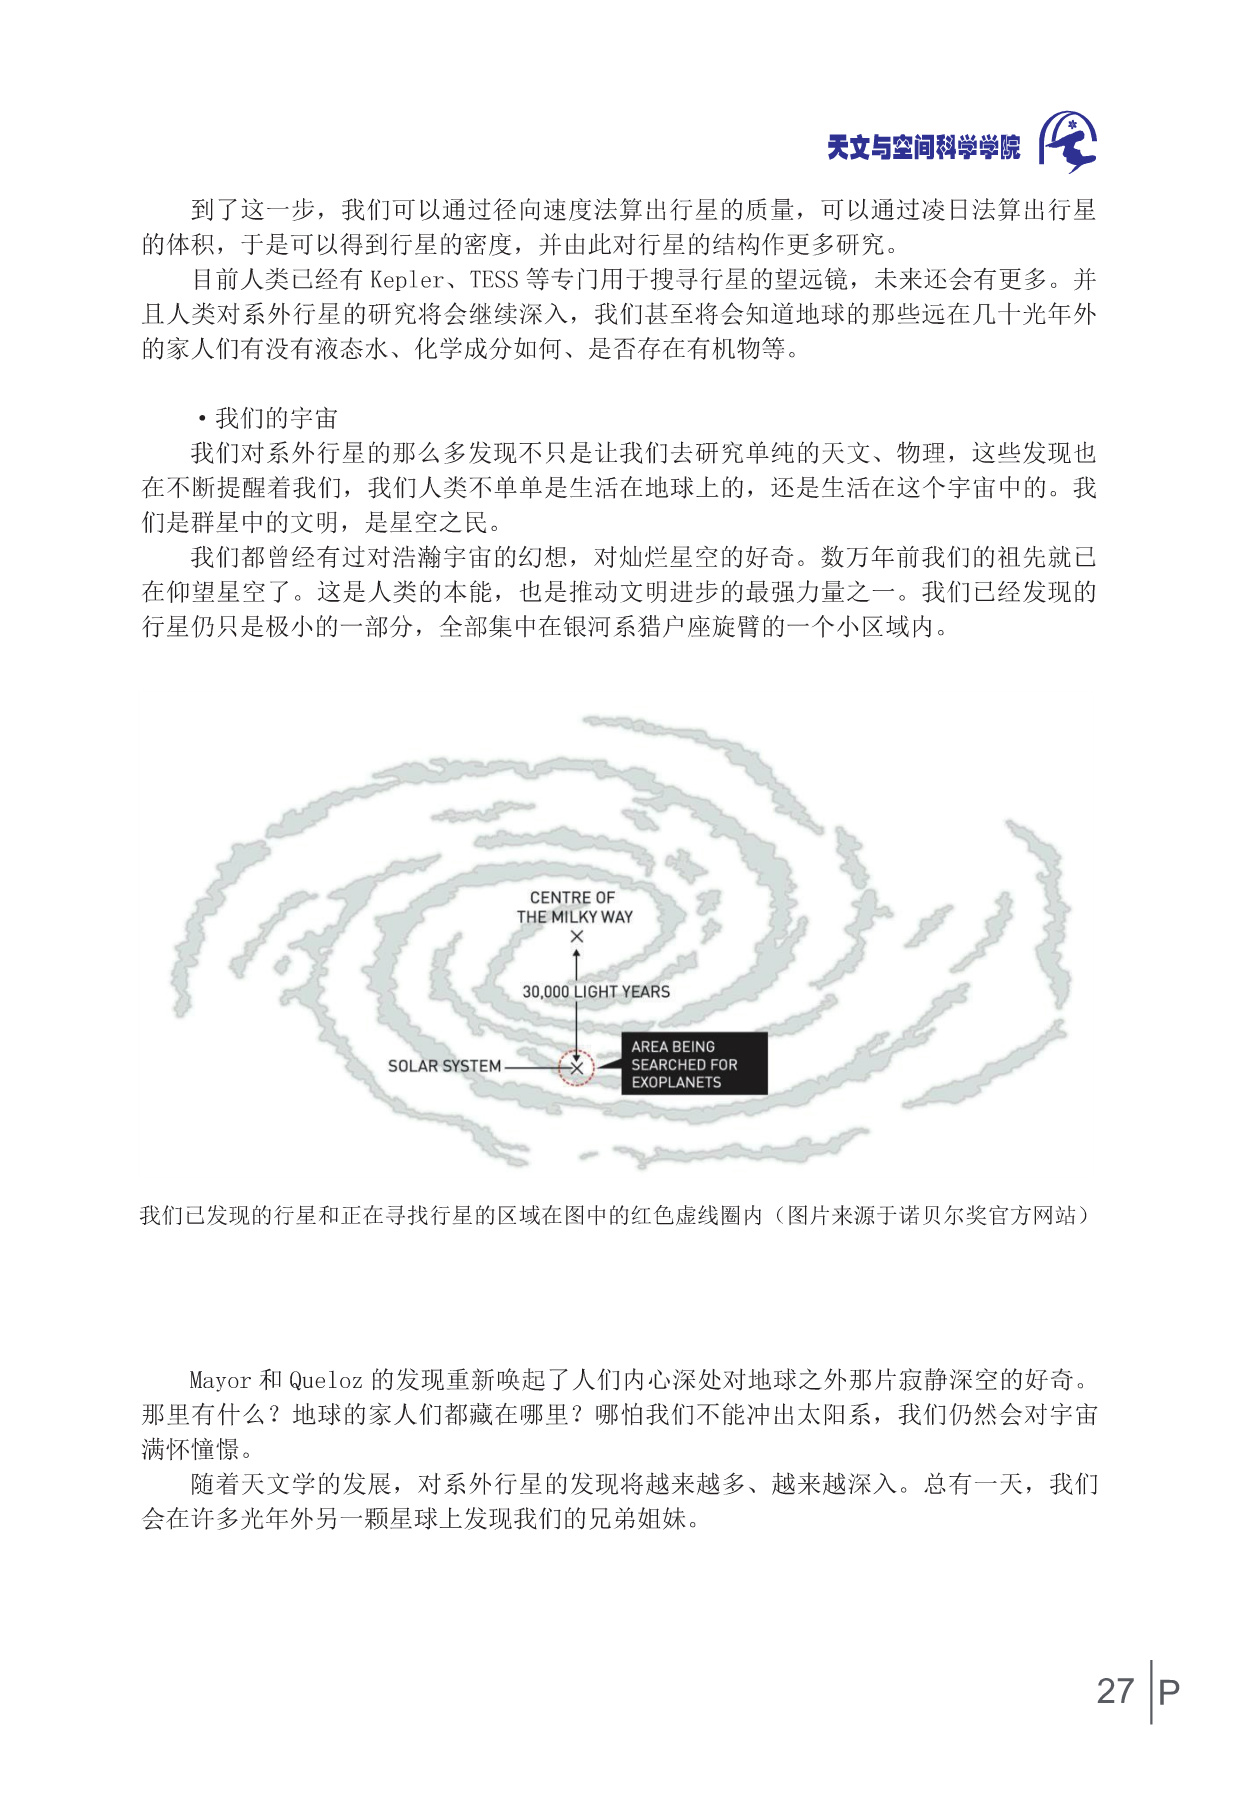 天文与空间科学学院
到了这一步，我们可以通过径向速度法算出行星的质量，可以通过凌日法算出行星
的体积，于是可以得到行星的密度，并由此对行星的结构作更多研究。
目前人类已经有 Kepler、TESS 等专门用于搜寻行星的望远镜，未来还会有更多。并
且人类对系外行星的研究将会继续深入，我们甚至将会知道地球的那些远在几十光年外
的家人们有没有液态水、化学成分如何、是否存在有机物等。
·我们的宇宙
我们对系外行星的那么多发现不只是让我们去研究单纯的天文、物理，这些发现也
在不断提醒着我们，我们人类不单单是生活在地球上的，还是生活在这个宇宙中的。我
们是群星中的文明，是星空之民。
我们都曾经有过对浩瀚宇宙的幻想，对灿烂星空的好奇。数万年前我们的祖先就已
在仰望星空了。这是人类的本能，也是推动文明进步的最强力量之一。我们已经发现的
行星仍只是极小的一部分，全部集中在银河系猎户座旋臂的一个小区域内。
CENTRE OF
THE MILKY WAY
30,000 LIGHT YEARS
SOLAR SYSTEM
AREA BEING
SEARCHED FOR
EXOPLANETS
我们已发现的行星和正在寻找行星的区域在图中的红色虚线圈内（图片来源于诺贝尔奖官方网站）
Mayor 和 Queloz 的发现重新唤起了人们内心深处对地球之外那片寂静深空的好奇。
那里有什么？地球的家人们都藏在哪里？哪怕我们不能冲出太阳系，我们仍然会对宇宙
满怀憧憬。
随着天文学的发展，对系外行星的发现将越来越多、越来越深入。总有一天，我们
会在许多光年外另一颗星球上发现我们的兄弟姐妹。
27 P